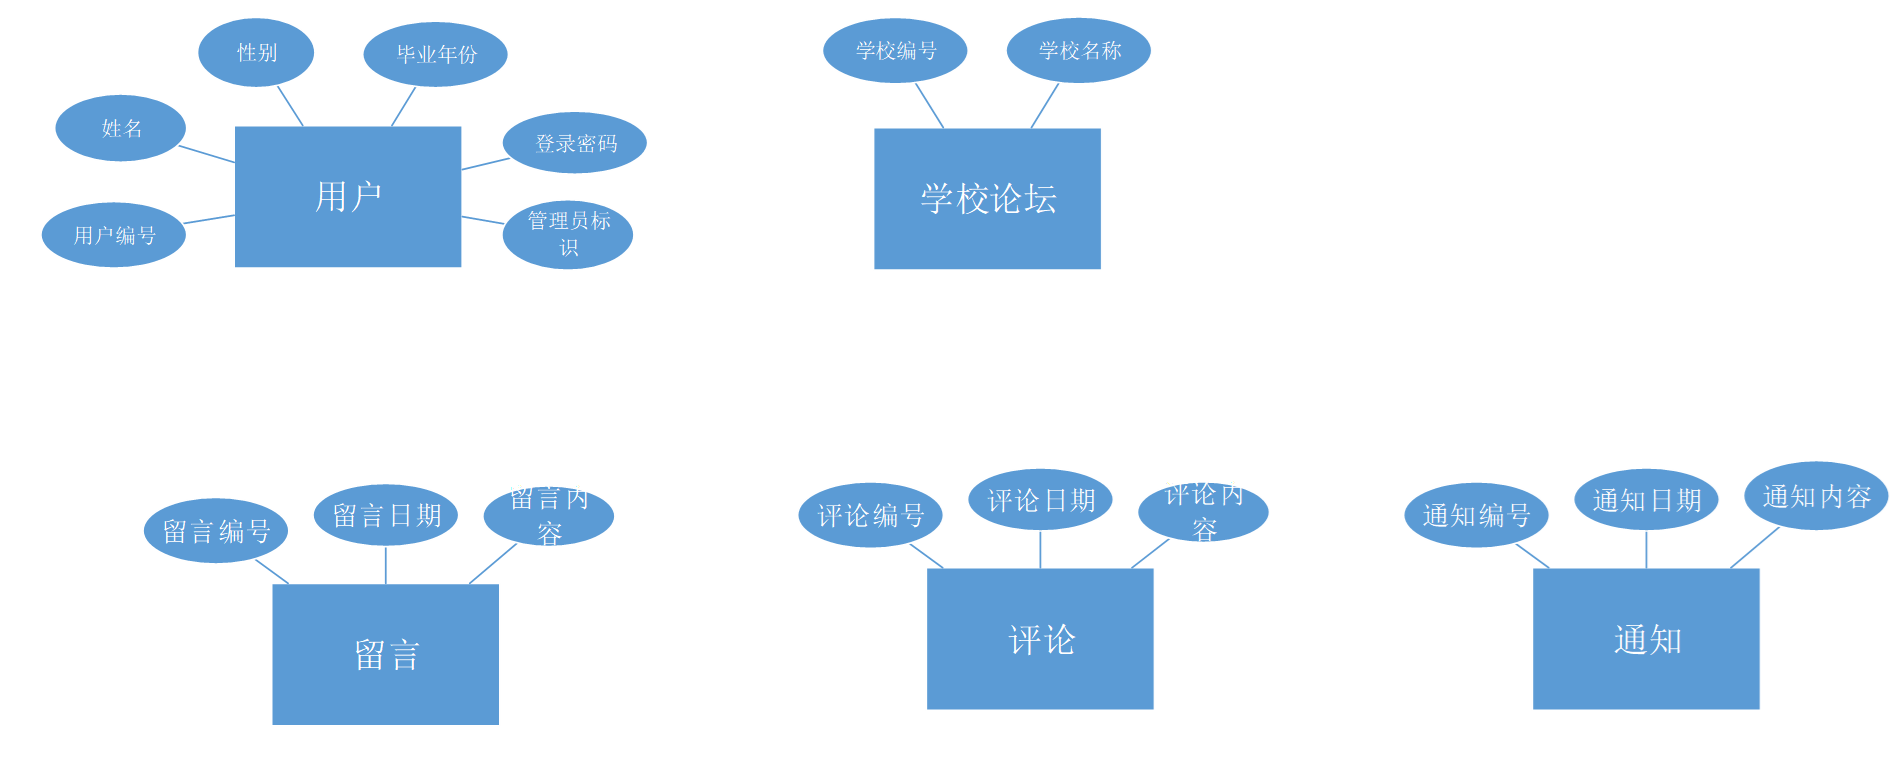 性别
毕业年份
姓名
登录密码
用户
用户编号
管理员标
识
学校编号
学校名称
学校论坛
留言编号
留言日期
留言内
容
留言
评论编号
评论日期
评论内
容
评论
通知编号
通知日期
通知内容
通知